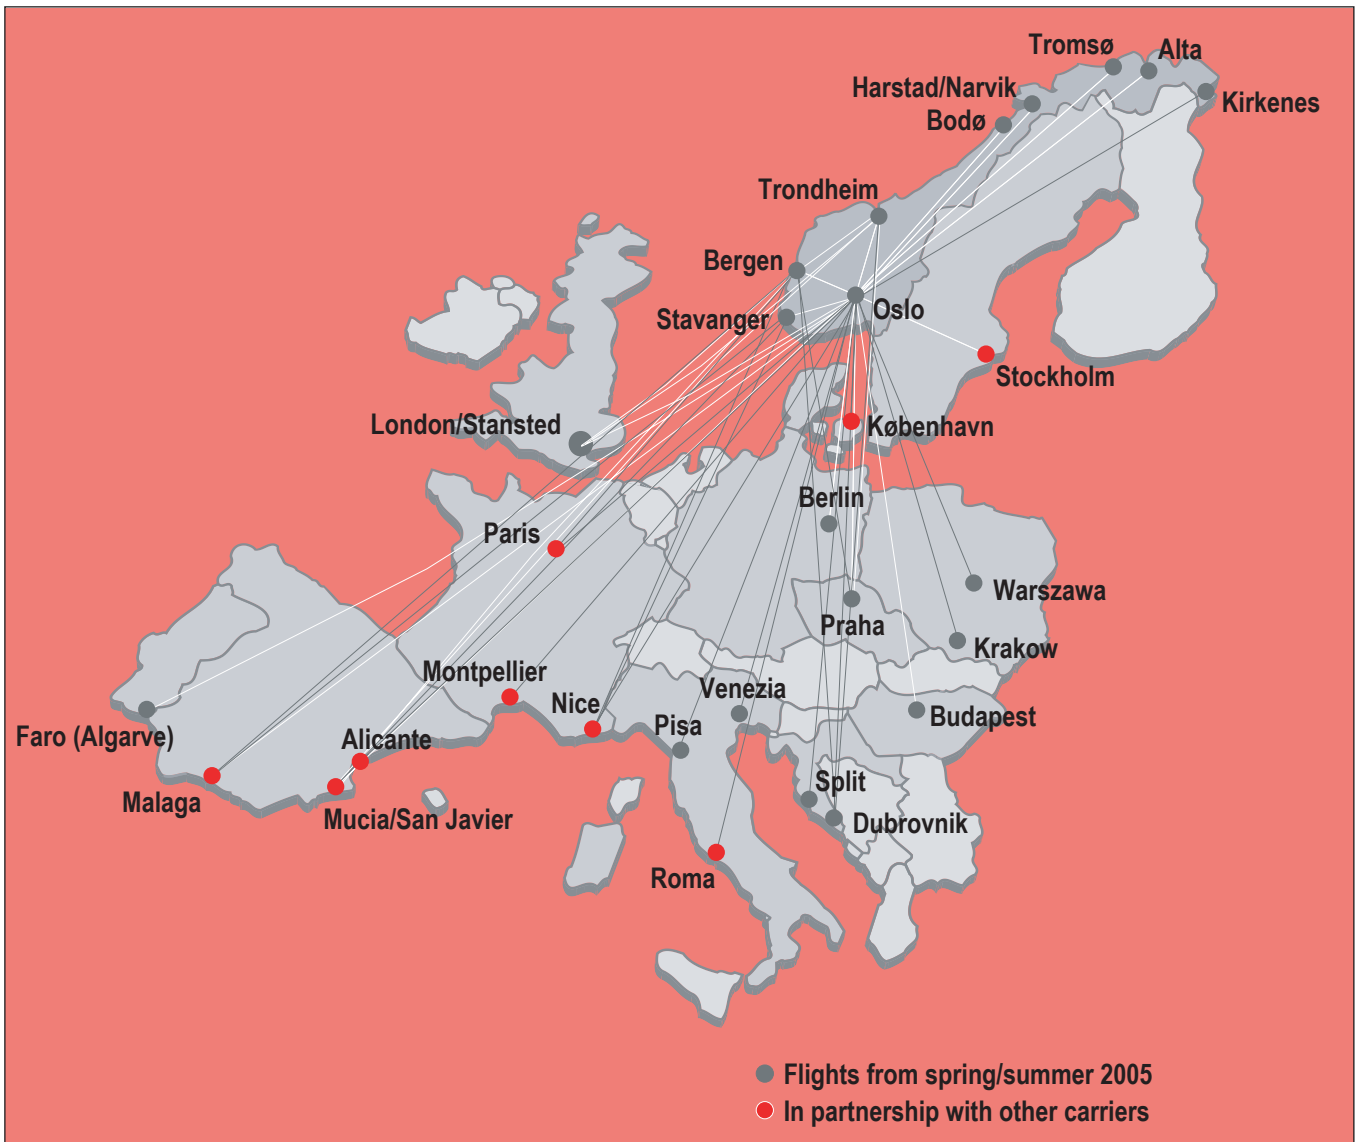 Tromsø
Alta
Harstad/Narvik
Kirkenes
Bodø
Trondheim
Bergen
Oslo
Stavanger
Stockholm
London/Stansted
København
Berlin
Paris
Warszawa
Praha
Krakow
Montpellier
Nice
Venezia
Budapest
Pisa
Faro (Algarve)
Alicante
Split
Malaga
Mucia/San Javier
Dubrovnik
Roma
Flights from spring/summer 2005
In partnership with other carriers